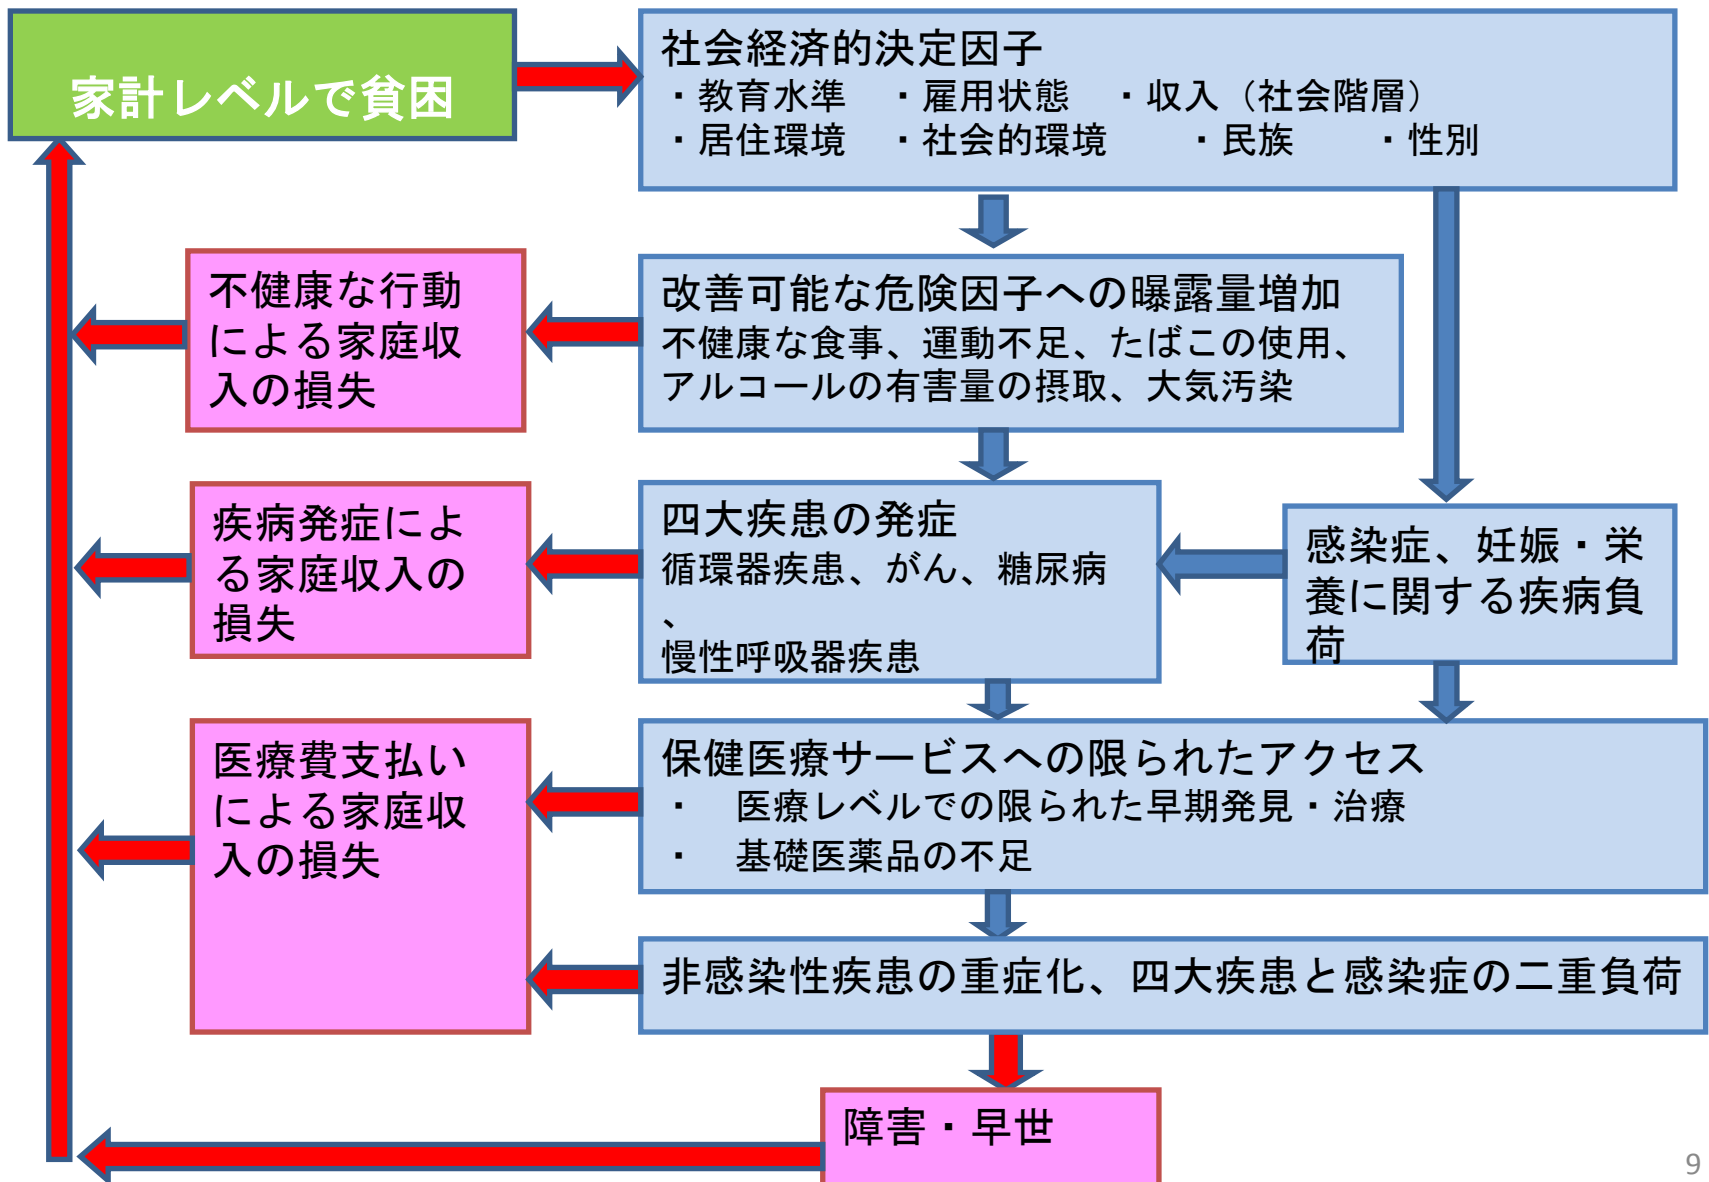 家計レベルで貧困
社会経済的決定因子
・教育水準　・雇用状態　・収入（社会階層）
・居住環境　・社会的環境　　・民族　　・性別
不健康な行動
による家庭収
入の損失
改善可能な危険因子への曝露量増加
不健康な食事、運動不足、たばこの使用、
アルコールの有害量の摂取、大気汚染
疾病発症によ
る家庭収入の
損失
四大疾患の発症
循環器疾患、がん、糖尿病
、
慢性呼吸器疾患
感染症、妊娠・栄
養に関する疾病負
荷
医療費支払い
による家庭収
入の損失
保健医療サービスへの限られたアクセス
・　医療レベルでの限られた早期発見・治療
・　基礎医薬品の不足
非感染性疾患の重症化、四大疾患と感染症の二重負荷
障害・早世
9